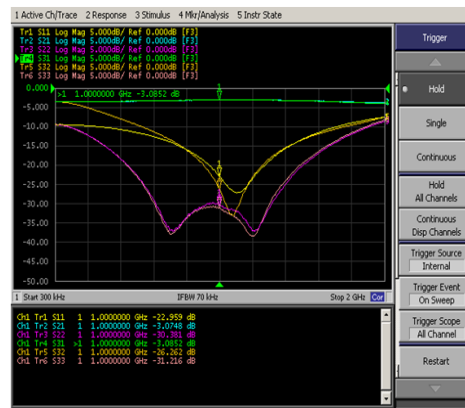 1 Active Ch/Trace 2 Response 3 Stimulus 4 Mkr/Analysis 5 Instr State
Tr1 S11 Log Mag 5.000dB/ Ref 0.000dB [F3]
Tr2 S21 Log Mag 5.000dB/ Ref 0.000dB [F3]
Tr3 S22 Log Mag 5.000dB/ Ref 0.000dB [F3]
Tr4 S31 Log Mag 5.000dB/ Ref 0.000dB [F3]
Tr5 S32 Log Mag 5.000dB/ Ref 0.000dB [F3]
Tr6 S33 Log Mag 5.000dB/ Ref 0.000dB [F3]
0.000
>1 1.0000000 GHz -3.0852 dB
-5.000
-10.00
-15.00
-20.00
-25.00
-30.00
-35.00
-40.00
-45.00
-50.00
1 Start 300 kHz IFBW 70 kHz Stop 2 GHz Cor
Ch1 Tr1 S11 1 1.0000000 GHz -22.959 dB
Ch1 Tr2 S21 1 1.0000000 GHz -3.0748 dB
Ch1 Tr3 S22 1 1.0000000 GHz -30.381 dB
Ch1 Tr4 S31 >1 1.0000000 GHz -3.0852 dB
Ch1 Tr5 S32 1 1.0000000 GHz -26.262 dB
Ch1 Tr6 S33 1 1.0000000 GHz -31.216 dB
Trigger
Hold
Single
Continuous
Hold
All Channels
Continuous
Disp Channels
Trigger Source
Internal
Trigger Event
On Sweep
Trigger Scope
All Channel
Restart